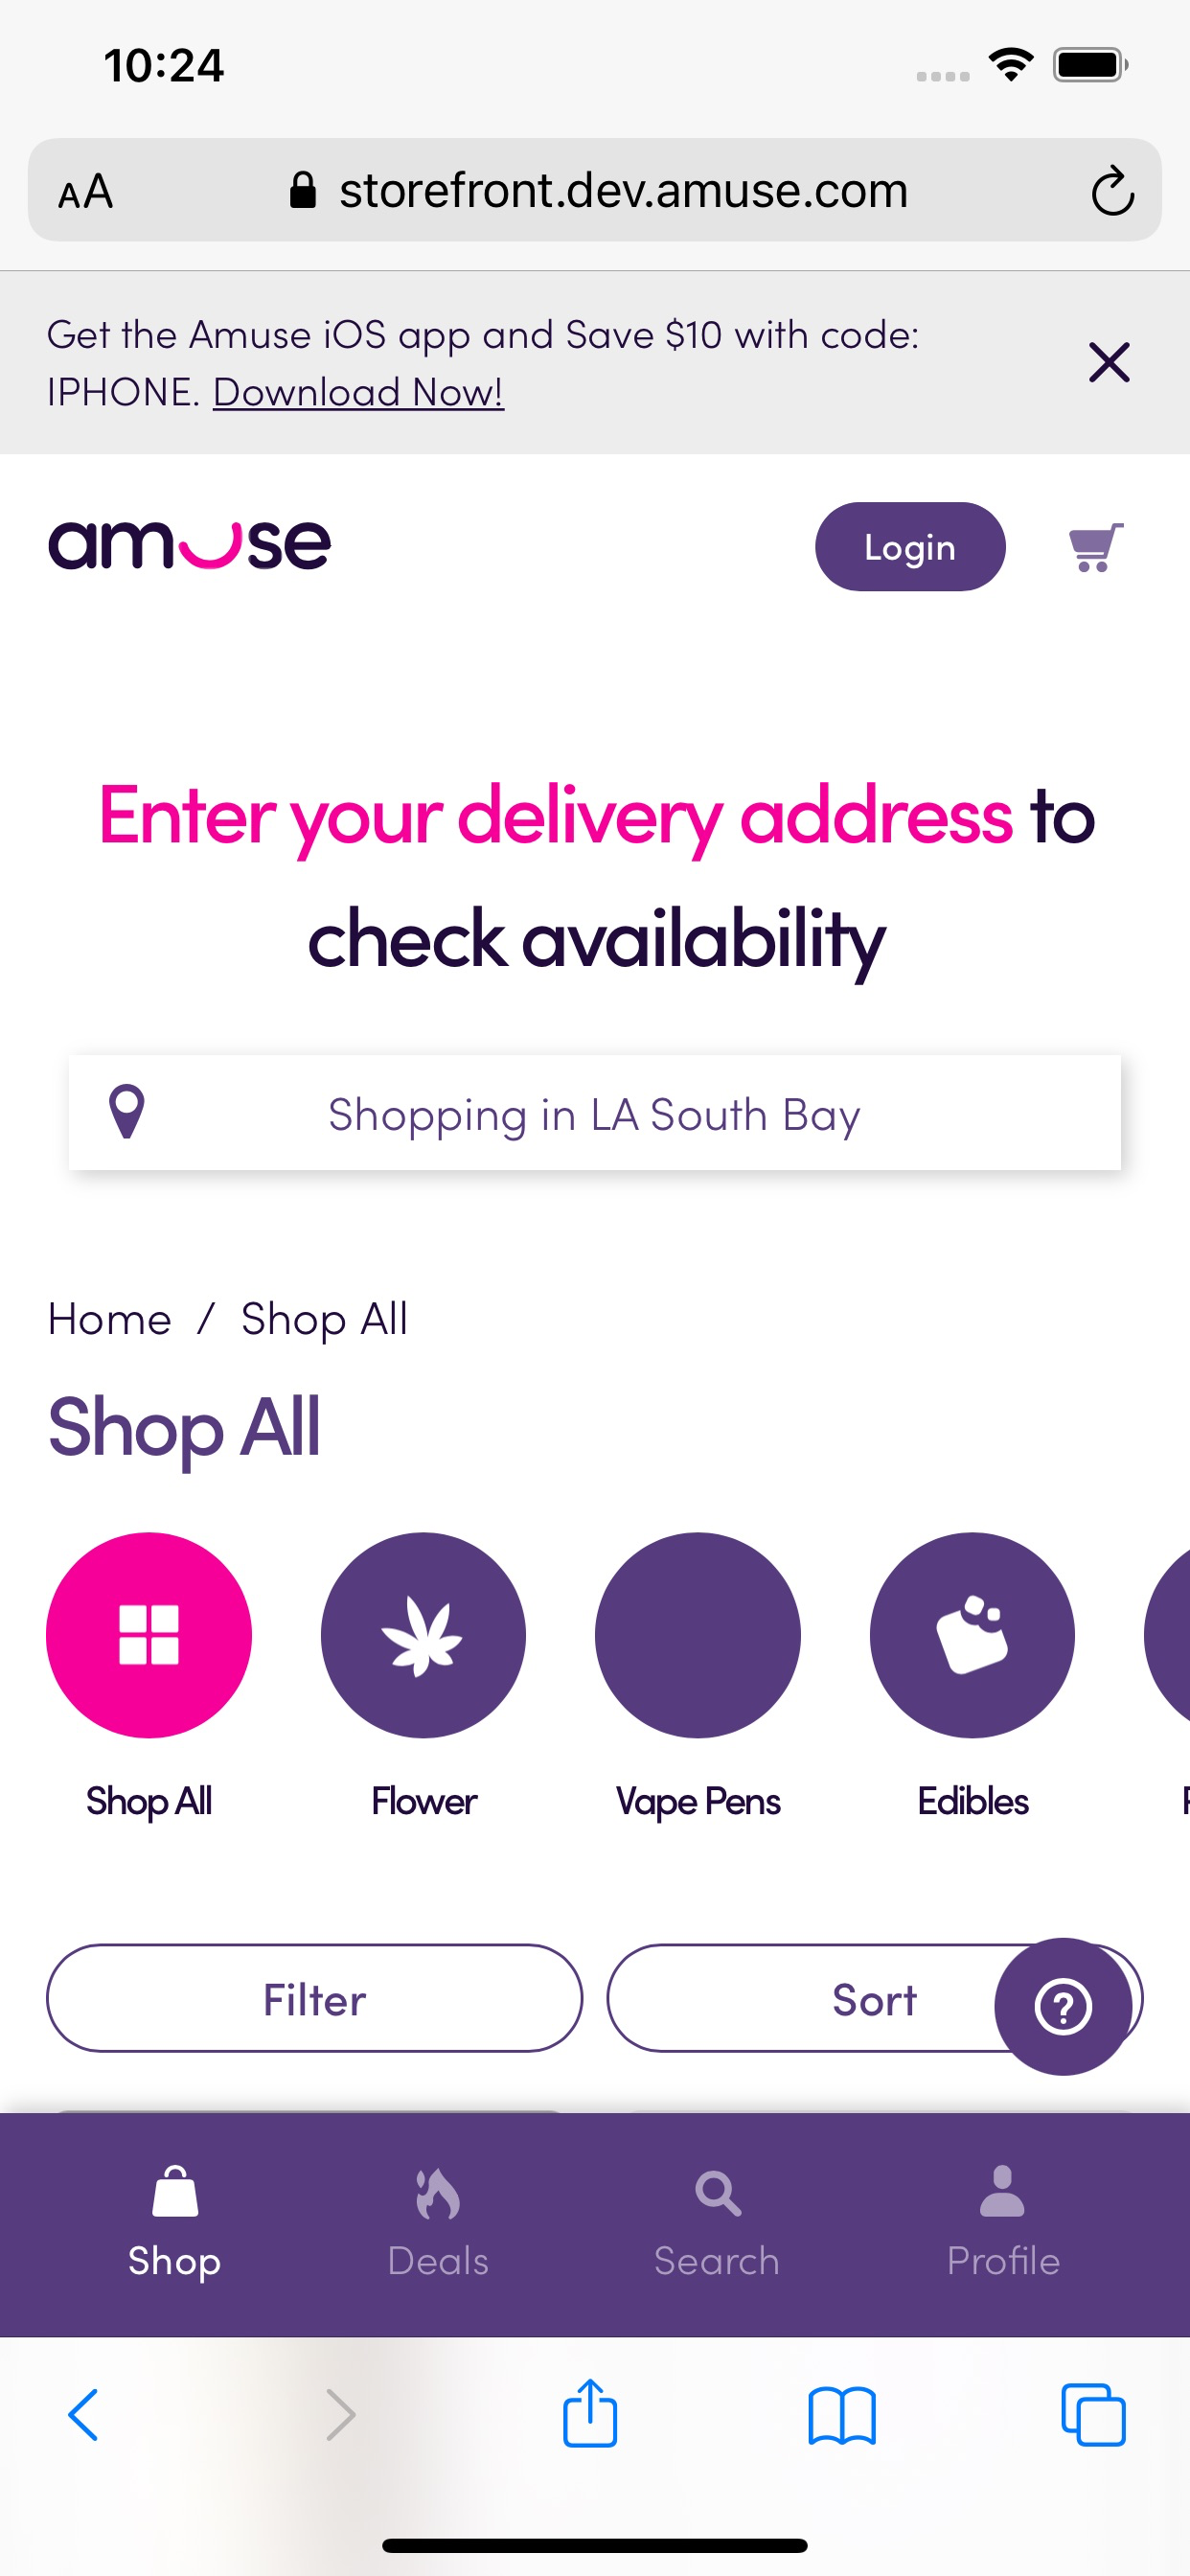 10:24
AA storefront.dev.amuse.com
Get the Amuse iOS app and Save $10 with code:
IPHONE. Download Now!
amuse
Login
Enter your delivery address to
check availability
Shopping in LA South Bay
Home / Shop All
Shop All
Shop All Flower Vape Pens Edibles
Filter Sort
?
Shop Deals Search Profile